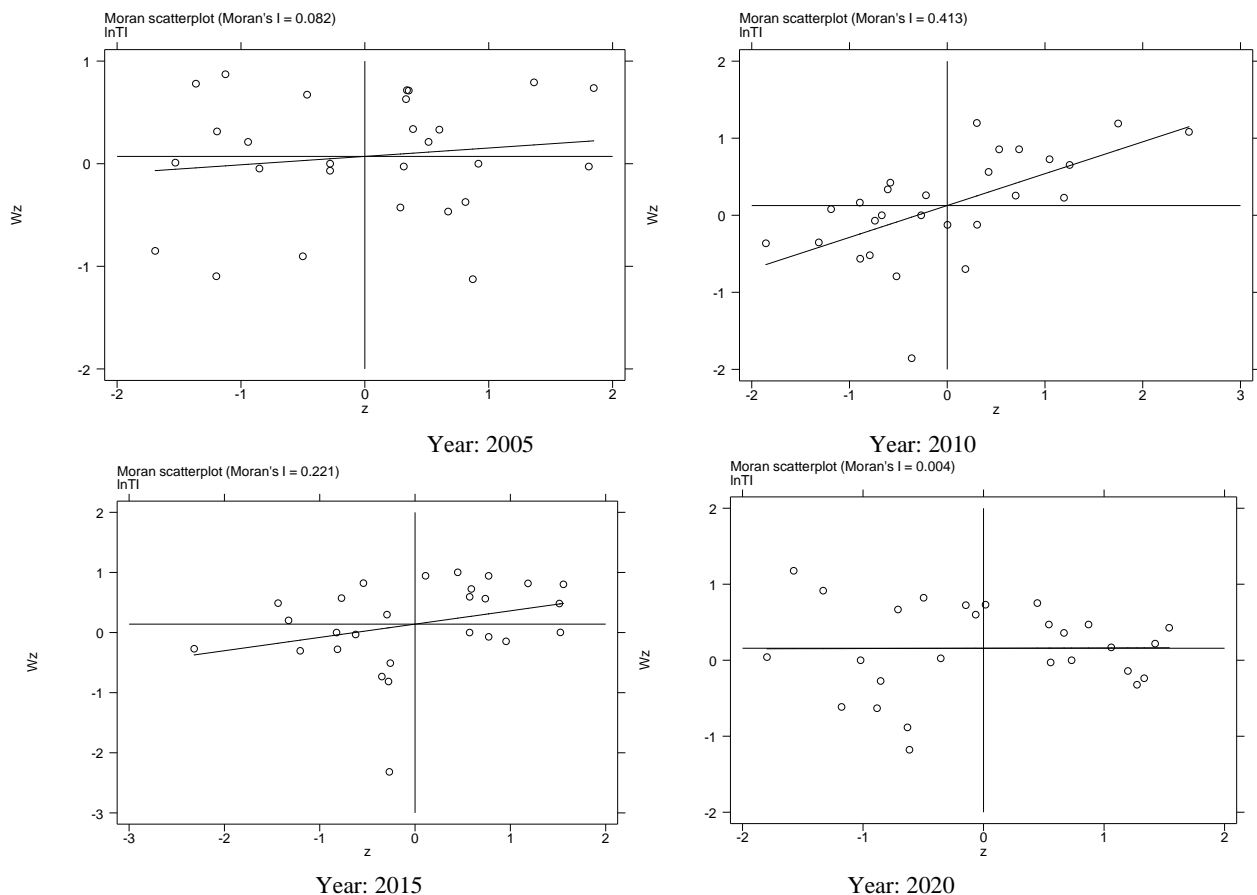 Moran scatterplot (Moran's I = 0.082)
lnTI
1
0
-1
-2
Wz
-2
-1
0
1
2
z
Year: 2005
Moran scatterplot (Moran's I = 0.413)
lnTI
2
1
0
-1
-2
Wz
-2
-1
0
1
2
3
z
Year: 2010
Moran scatterplot (Moran's I = 0.221)
lnTI
2
1
0
-1
-2
-3
Wz
-3
-2
-1
0
1
2
z
Year: 2015
Moran scatterplot (Moran's I = 0.004)
lnTI
2
1
0
-1
-2
Wz
-2
-1
0
1
2
z
Year: 2020